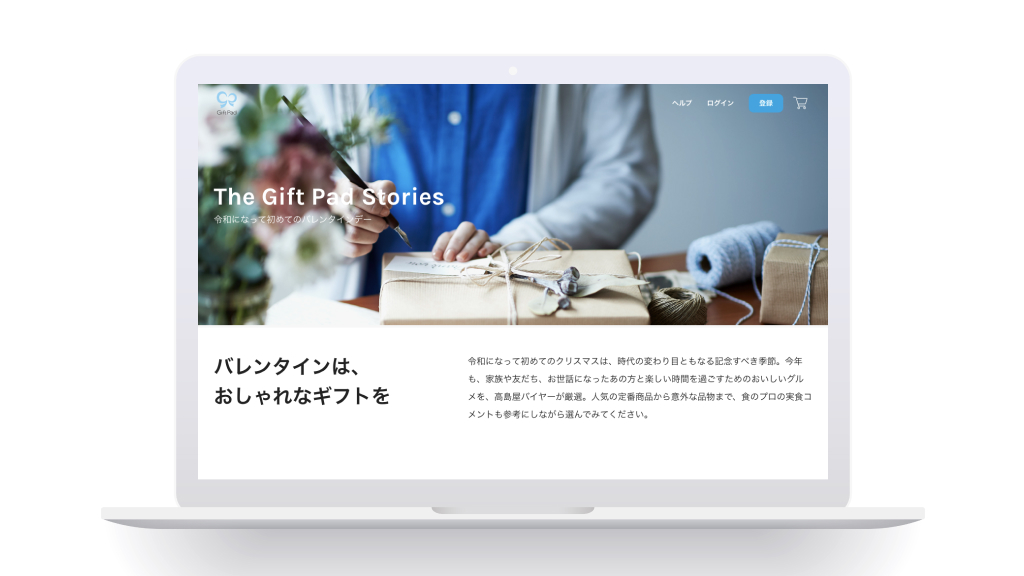 Gift Pad
ヘルプ ログイン 登録
The Gift Pad Stories
令和になって初めてのバレンタインデー
バレンタインは、
おしゃれなギフトを
令和になって初めてのクリスマスは、時代の変わり目ともなる記念すべき季節。今年
も、家族や友だち、お世話になったあの方と楽しい時間を過ごすためのおいしいグル
メを、高島屋バイヤーが厳選。人気の定番商品から意外な品物まで、食のプロの実食コ
メントも参考にしながら選んでみてください。